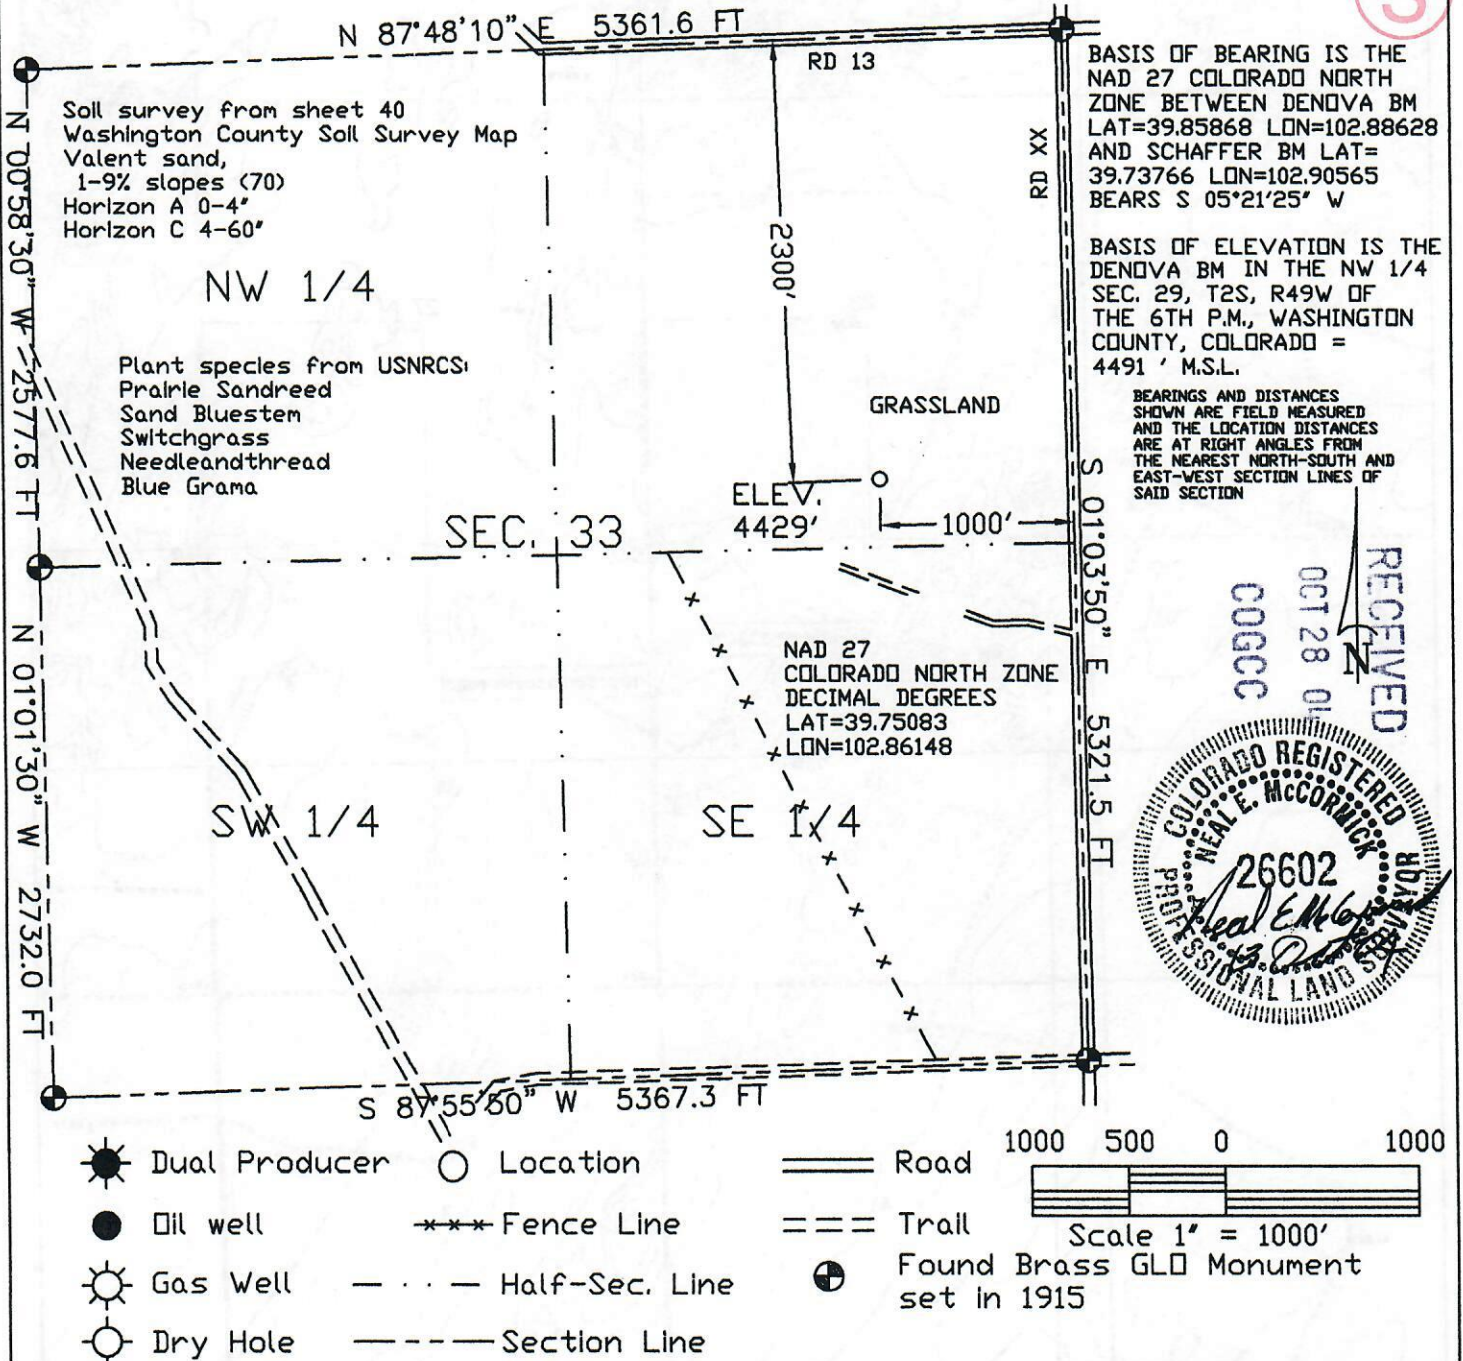 N 87°48'10" E 5361.6 FT
RD 13
3
BASIS OF BEARING IS THE
NAD 27 COLORADO NORTH
ZONE BETWEEN DENOVA BM
LAT=39.85868 LON=102.88628
AND SCHAFFER BM LAT=
39.73766 LON=102.90565
BEARS S 05°21'25" W
Soil survey from sheet 40
Washington County Soil Survey Map
Valent sand,
1-9% slopes (70)
Horizon A 0-4"
Horizon C 4-60"
N 00°58'30" W 2577.6 FT
RD XX
2300'
NW 1/4
BASIS OF ELEVATION IS THE
DENOVA BM IN THE NW 1/4
SEC. 29, T2S, R49W OF
THE 6TH P.M., WASHINGTON
COUNTY, COLORADO =
4491 ' M.S.L.
Plant species from USNRCS:
Prairie Sandreed
Sand Bluestem
Switchgrass
Needleandthread
Blue Grama
GRASSLAND
BEARINGS AND DISTANCES
SHOWN ARE FIELD MEASURED
AND THE LOCATION DISTANCES
ARE AT RIGHT ANGLES FROM
THE NEAREST NORTH-SOUTH AND
EAST-WEST SECTION LINES OF
SAID SECTION
ELEV.
4429'
1000'
SEC. 33
S 01°03'50" E 5321.5 FT
RECEIVED
OCT 28 04
COGCC
N
N 01°01'30" W 2732.0 FT
NAD 27
COLORADO NORTH ZONE
DECIMAL DEGREES
LAT=39.75083
LON=102.86148
SW 1/4
SE 1/4
COLORADO REGISTERED
NEAL E. McCORMICK
26602
Neal E McCormick
13 Oct
PROFESSIONAL LAND SURVEYOR
S 87°55'50" W 5367.3 FT
Dual Producer
Location
Road
1000 500 0 1000
Oil well
Fence Line
Trail
Scale 1" = 1000'
Gas Well
Half-Sec. Line
Found Brass GLO Monument
set in 1915
Dry Hole
Section Line